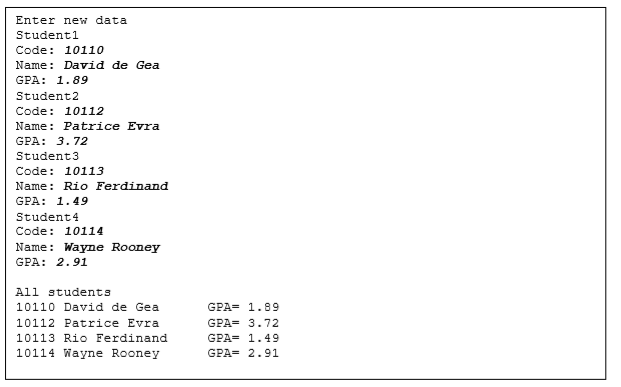 Enter new data
Student1
Code: 10110
Name: David de Gea
GPA: 1.89
Student2
Code: 10112
Name: Patrice Evra
GPA: 3.72
Student3
Code: 10113
Name: Rio Ferdinand
GPA: 1.49
Student4
Code: 10114
Name: Wayne Rooney
GPA: 2.91
All students
10110 David de Gea GPA= 1.89
10112 Patrice Evra GPA= 3.72
10113 Rio Ferdinand GPA= 1.49
10114 Wayne Rooney GPA= 2.91